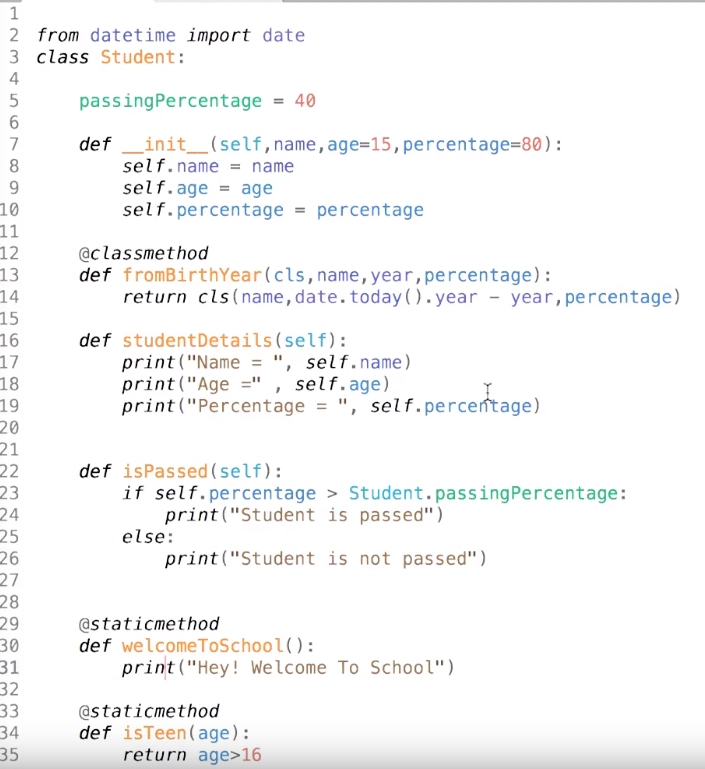 1
2 from datetime import date
3 class Student:
4
5     passingPercentage = 40
6
7     def __init__(self,name,age=15,percentage=80):
8         self.name = name
9         self.age = age
10         self.percentage = percentage
11
12     @classmethod
13     def fromBirthYear(cls,name,year,percentage):
14         return cls(name,date.today().year - year,percentage)
15
16     def studentDetails(self):
17         print("Name = ", self.name)
18         print("Age =" , self.age)
19         print("Percentage = ", self.percentage)
20
21
22     def isPassed(self):
23         if self.percentage > Student.passingPercentage:
24             print("Student is passed")
25         else:
26             print("Student is not passed")
27
28
29     @staticmethod
30     def welcomeToSchool():
31         print("Hey! Welcome To School")
32
33     @staticmethod
34     def isTeen(age):
35         return age>16